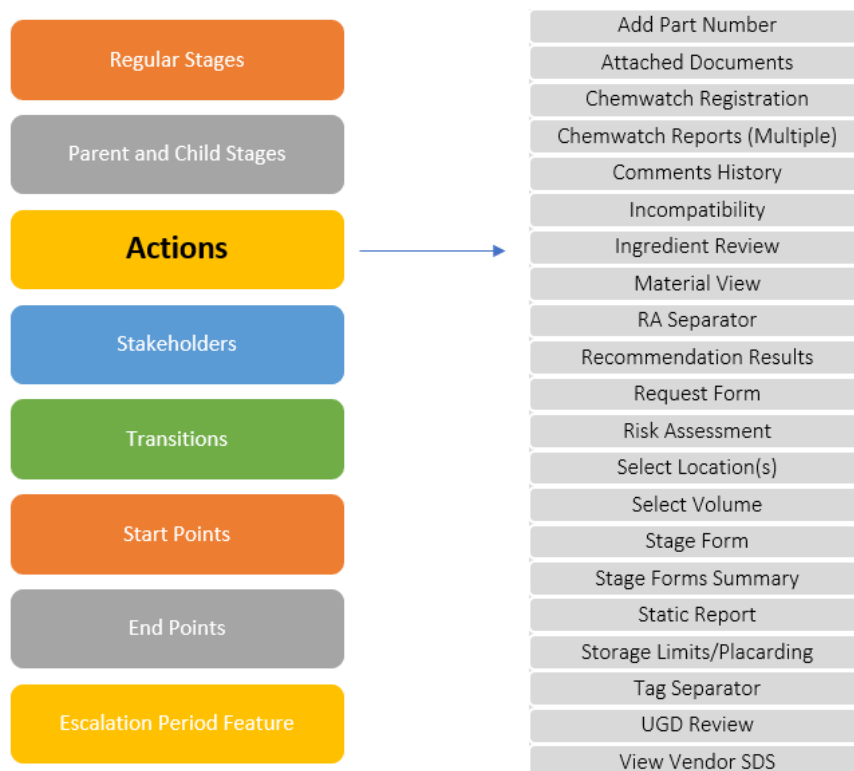 Regular Stages
Parent and Child Stages
Actions
Stakeholders
Transitions
Start Points
End Points
Escalation Period Feature
Add Part Number
Attached Documents
Chemwatch Registration
Chemwatch Reports (Multiple)
Comments History
Incompatibility
Ingredient Review
Material View
RA Separator
Recommendation Results
Request Form
Risk Assessment
Select Location(s)
Select Volume
Stage Form
Stage Forms Summary
Static Report
Storage Limits/Placarding
Tag Separator
UGD Review
View Vendor SDS